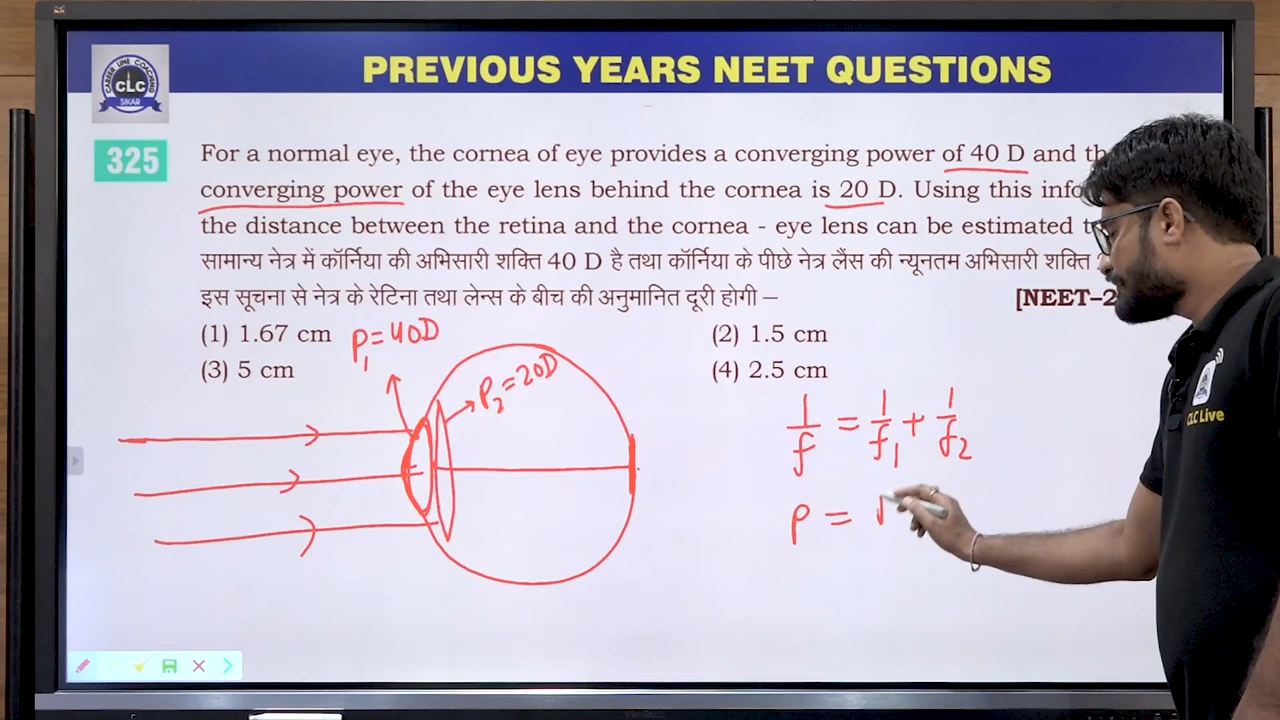 PREVIOUS YEARS NEET QUESTIONS
CAREER LINE COACHING
CLC
SIKAR
325
For a normal eye, the cornea of eye provides a converging power of 40 D and
converging power of the eye lens behind the cornea is 20 D. Using this
the distance between the retina and the cornea - eye lens can be estimated
सामान्य नेत्र में कॉर्निया की अभिसारी शक्ति 40 D है तथा कॉर्निया के पीछे नेत्र लैंस की न्यूनतम अभिसारी शक्ति
इस सूचना से नेत्र के रेटिना तथा लेन्स के बीच की अनुमानित दूरी होगी –
[NEET–2
(1) 1.67 cm
(2) 1.5 cm
(3) 5 cm
(4) 2.5 cm
P₁=40D
P₂=20D
1/f = 1/f₁ + 1/f₂
P =
CLC Live